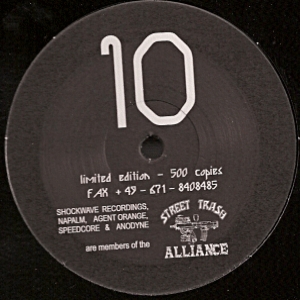 10
limited edition - 500 copies
FAX +49-671-8408485
SHOCKWAVE RECORDINGS,
NAPALM, AGENT ORANGE,
SPEEDCORE & ANODYNE
are members of the
STREET TRASH
ALLIANCE